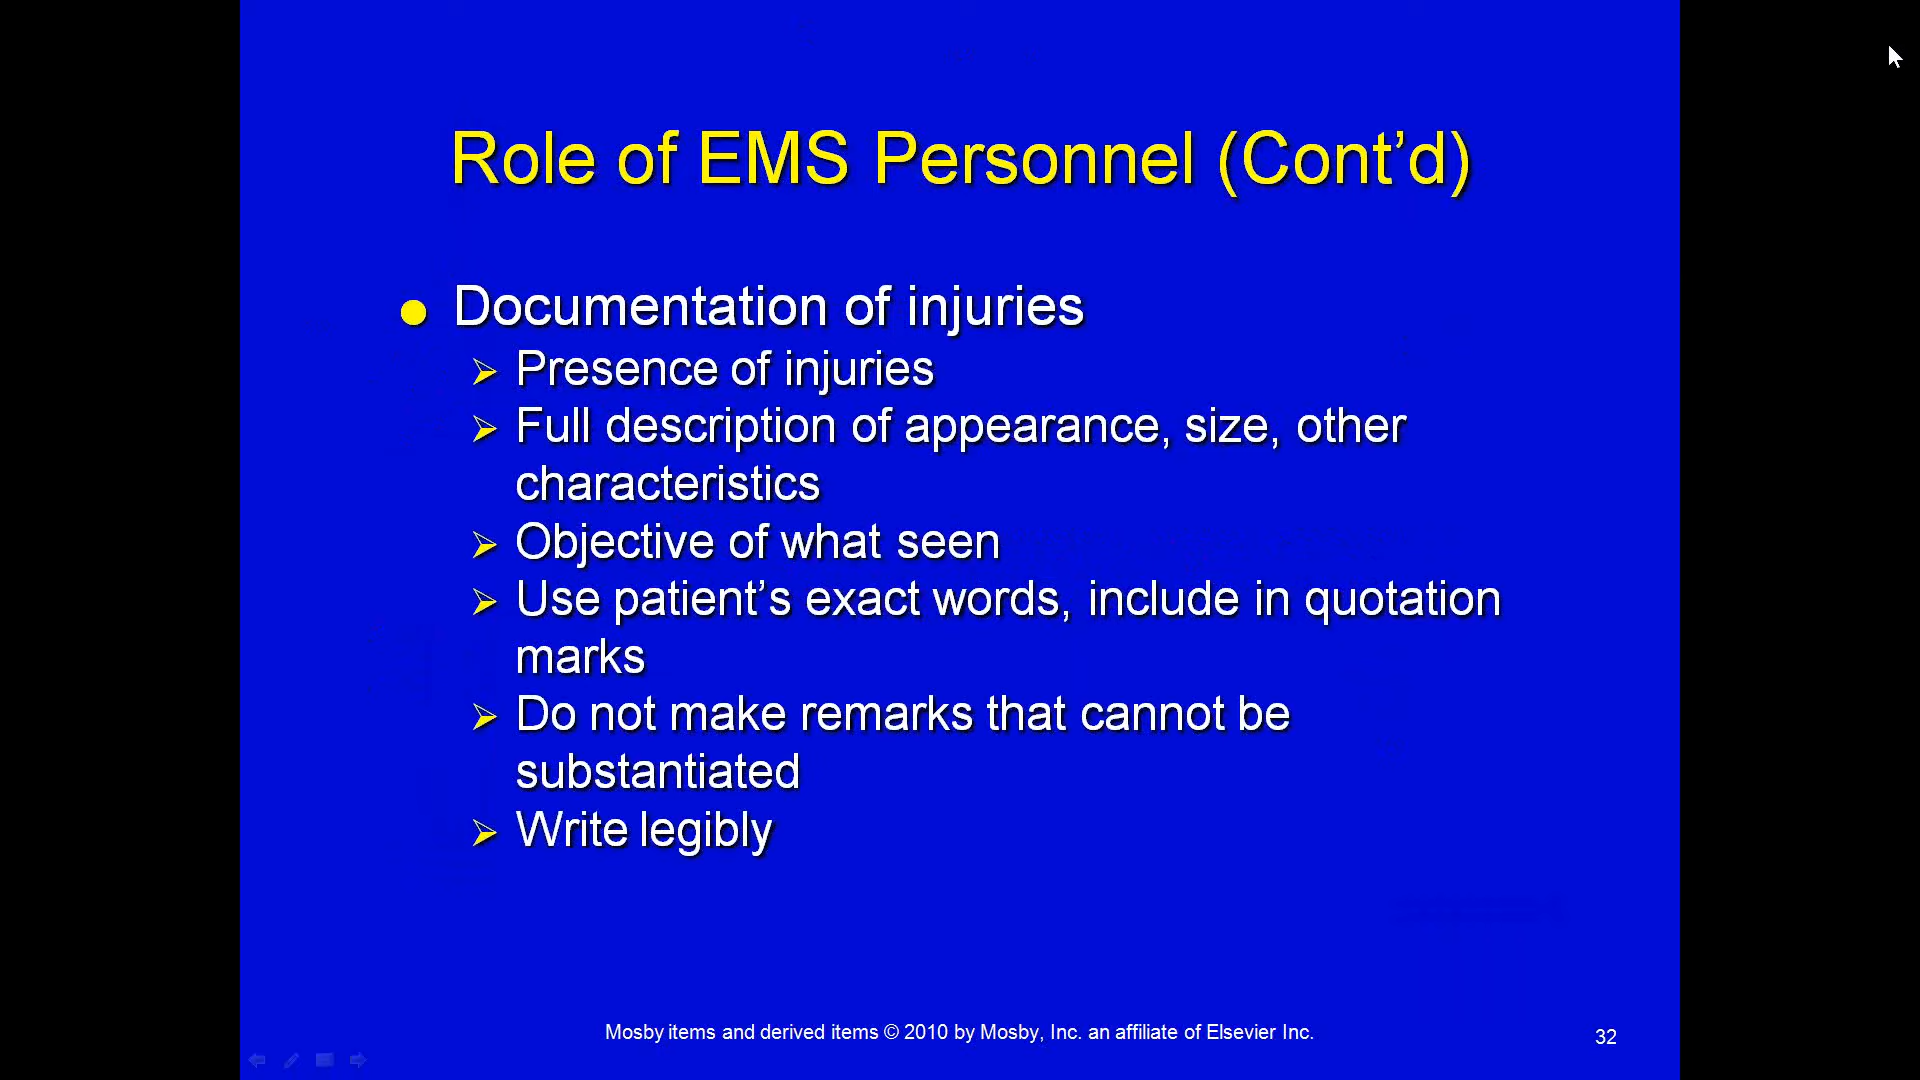 Role of EMS Personnel (Cont’d)
Documentation of injuries
Presence of injuries
Full description of appearance, size, other
characteristics
Objective of what seen
Use patient’s exact words, include in quotation
marks
Do not make remarks that cannot be
substantiated
Write legibly
Mosby items and derived items © 2010 by Mosby, Inc. an affiliate of Elsevier Inc.
32